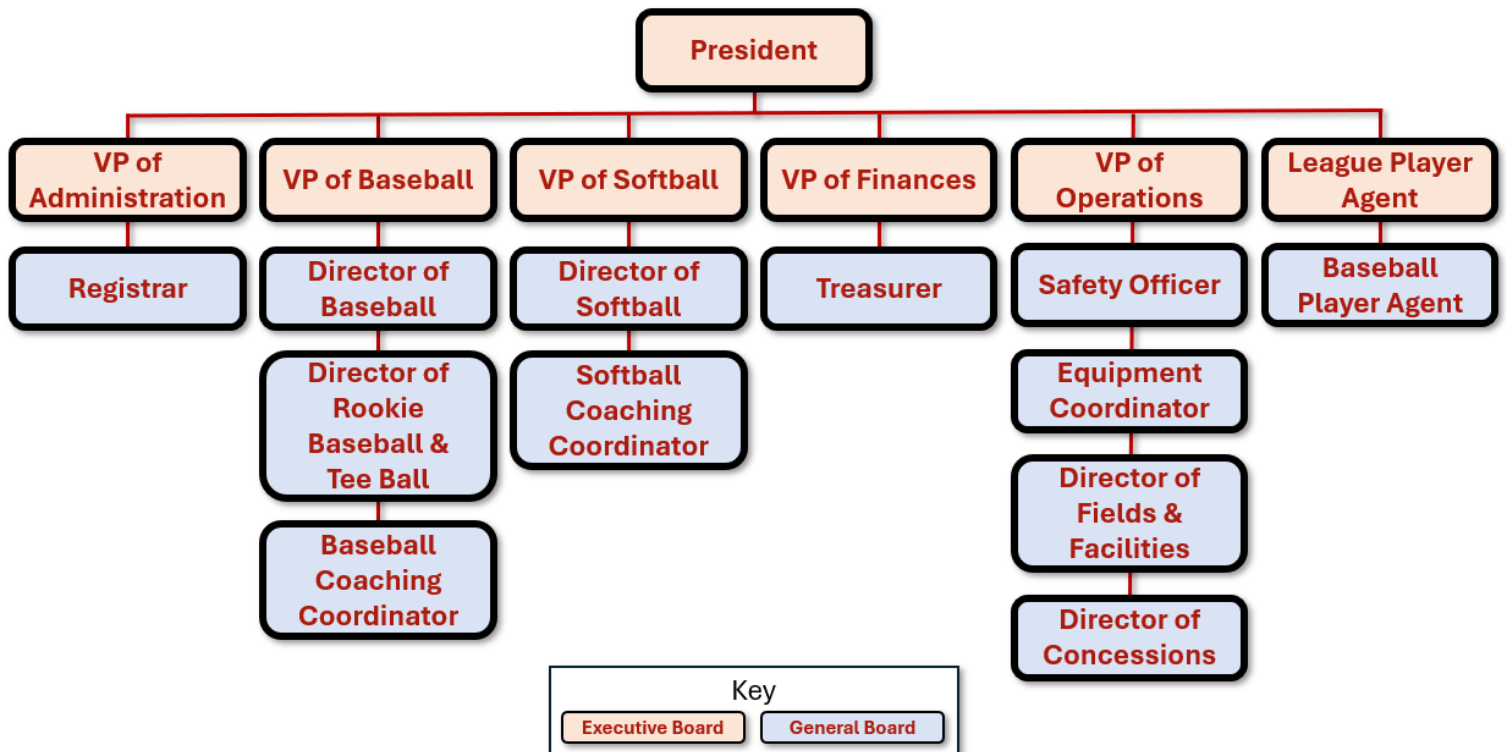 President
VP of
Administration
VP of Baseball
VP of Softball
VP of Finances
VP of
Operations
League Player
Agent
Registrar
Director of
Baseball
Director of
Softball
Treasurer
Safety Officer
Baseball
Player Agent
Director of
Rookie
Baseball &
Tee Ball
Softball
Coaching
Coordinator
Equipment
Coordinator
Director of
Fields &
Facilities
Baseball
Coaching
Coordinator
Director of
Concessions
Key
Executive Board
General Board